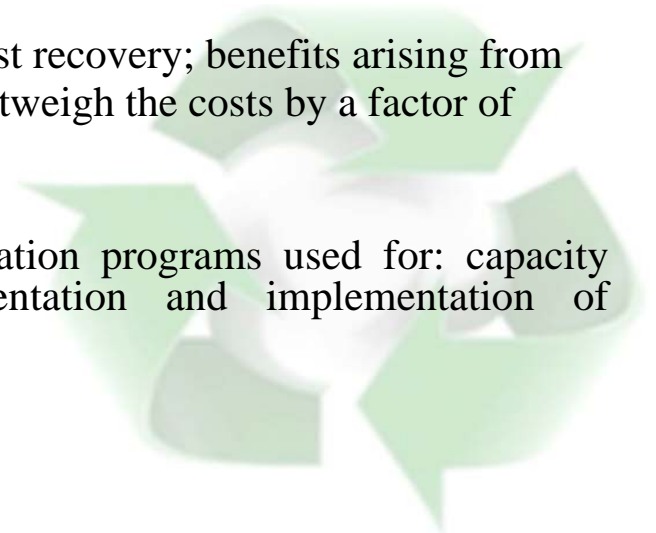 st recovery; benefits arising from
tweigh the costs by a factor of
ation programs used for: capacity
entation and implementation of